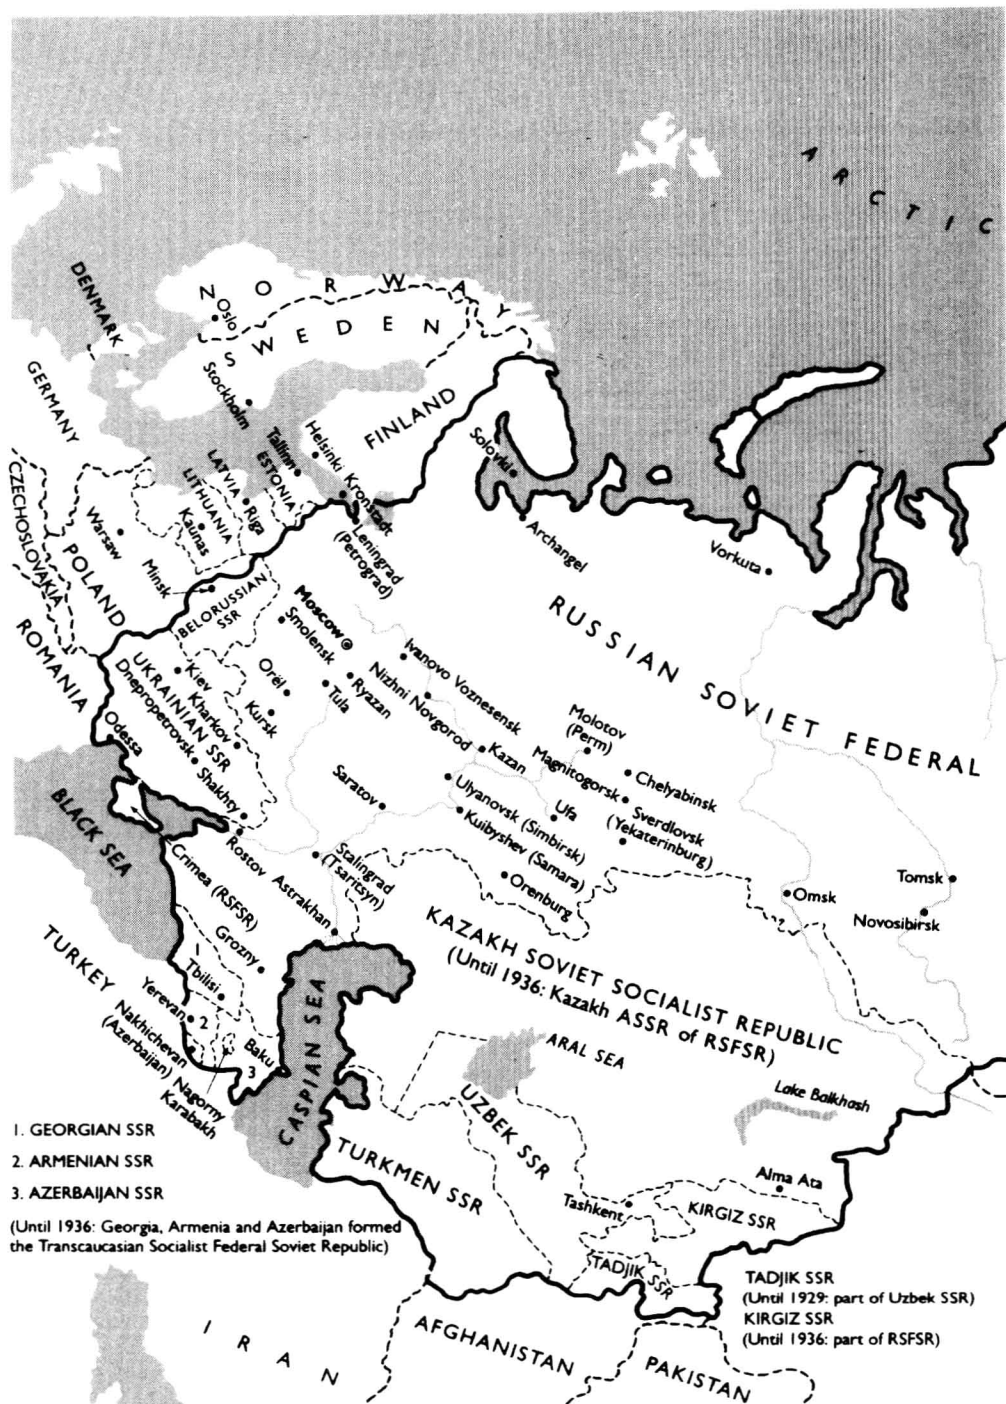 ARCTIC
NORWAY
Oslo
SWEDEN
DENMARK
Stockholm
GERMANY
FINLAND
Helsinki
Tallinn
ESTONIA
LATVIA
Riga
LITHUANIA
Kaunas
Kronstadt
Leningrad
(Petrograd)
Solovki
Archangel
Vorkuta
CZECHOSLOVAKIA
POLAND
Warsaw
Minsk
ROMANIA
BELORUSSIAN
SSR
Moscow
Smolensk
RUSSIAN SOVIET FEDERAL
UKRAINIAN SSR
Kiev
Kharkov
Dnepropetrovsk
Odessa
Shakhty
Orël
Kursk
Tula
Ryazan
Ivanovo Voznesensk
Nizhni Novgorod
Kazan
Molotov
(Perm)
Magnitogorsk
Chelyabinsk
Sverdlovsk
(Yekaterinburg)
Ufa
Ulyanovsk (Simbirsk)
Kuibyshev (Samara)
Orenburg
Saratov
Stalingrad
(Tsaritsyn)
Rostov
Astrakhan
BLACK SEA
Crimea (RSFSR)
Grozny
Omsk
Tomsk
Novosibirsk
KAZAKH SOVIET SOCIALIST REPUBLIC
(Until 1936: Kazakh ASSR of RSFSR)
TURKEY
1
Tbilisi
Yerevan
2
Nakhichevan
(Azerbaijan)
Nagorny
Karabakh
Baku
3
CASPIAN SEA
ARAL SEA
Lake Balkhash
UZBEK SSR
TURKMEN SSR
Tashkent
Alma Ata
KIRGIZ SSR
TADJIK SSR
1. GEORGIAN SSR
2. ARMENIAN SSR
3. AZERBAIJAN SSR
(Until 1936: Georgia, Armenia and Azerbaijan formed
the Transcaucasian Socialist Federal Soviet Republic)
TADJIK SSR
(Until 1929: part of Uzbek SSR)
KIRGIZ SSR
(Until 1936: part of RSFSR)
IRAN
AFGHANISTAN
PAKISTAN